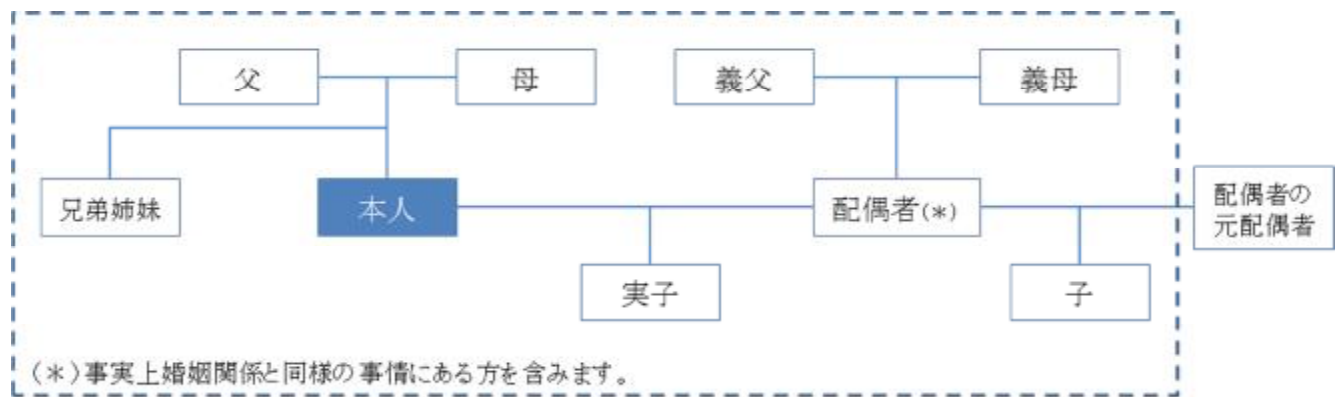 父
母
義父
義母
兄弟姉妹
本人
配偶者(*)
配偶者の
元配偶者
実子
子
(*)事実上婚姻関係と同様の事情にある方を含みます。